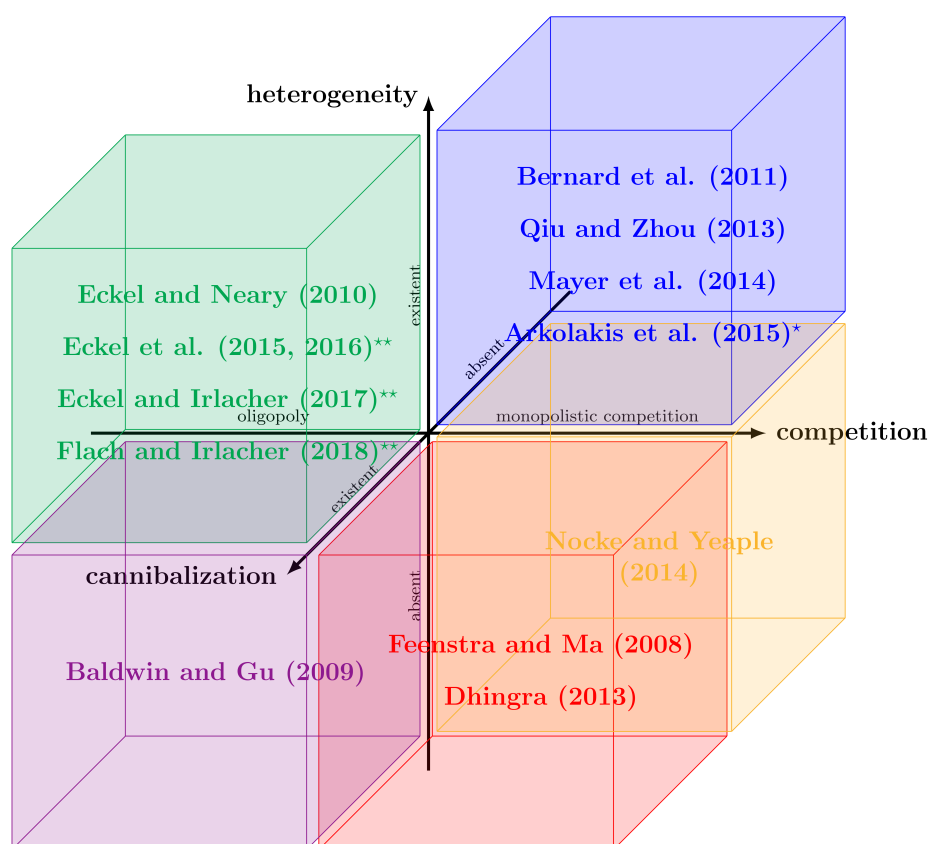 heterogeneity
Bernard et al. (2011)
Qiu and Zhou (2013)
Mayer et al. (2014)
Arkolakis et al. (2015)⋆
existent
absent
Eckel and Neary (2010)
Eckel et al. (2015, 2016)⋆⋆
Eckel and Irlacher (2017)⋆⋆
Flach and Irlacher (2018)⋆⋆
oligopoly
monopolistic competition
competition
existent
cannibalization
absent
Nocke and Yeaple
(2014)
Feenstra and Ma (2008)
Dhingra (2013)
Baldwin and Gu (2009)